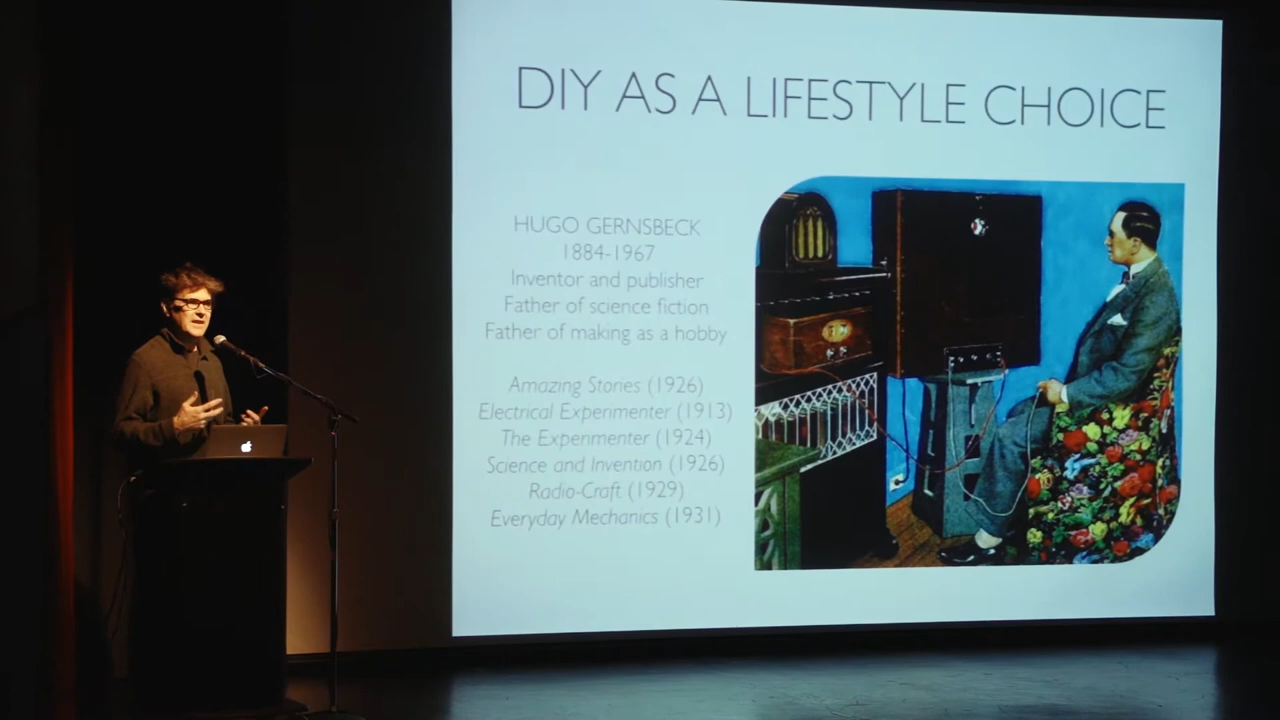 DIY AS A LIFESTYLE CHOICE
HUGO GERNSBECK
1884-1967
Inventor and publisher
Father of science fiction
Father of making as a hobby
Amazing Stories (1926)
Electrical Experimenter (1913)
The Experimenter (1924)
Science and Invention (1926)
Radio-Craft (1929)
Everyday Mechanics (1931)